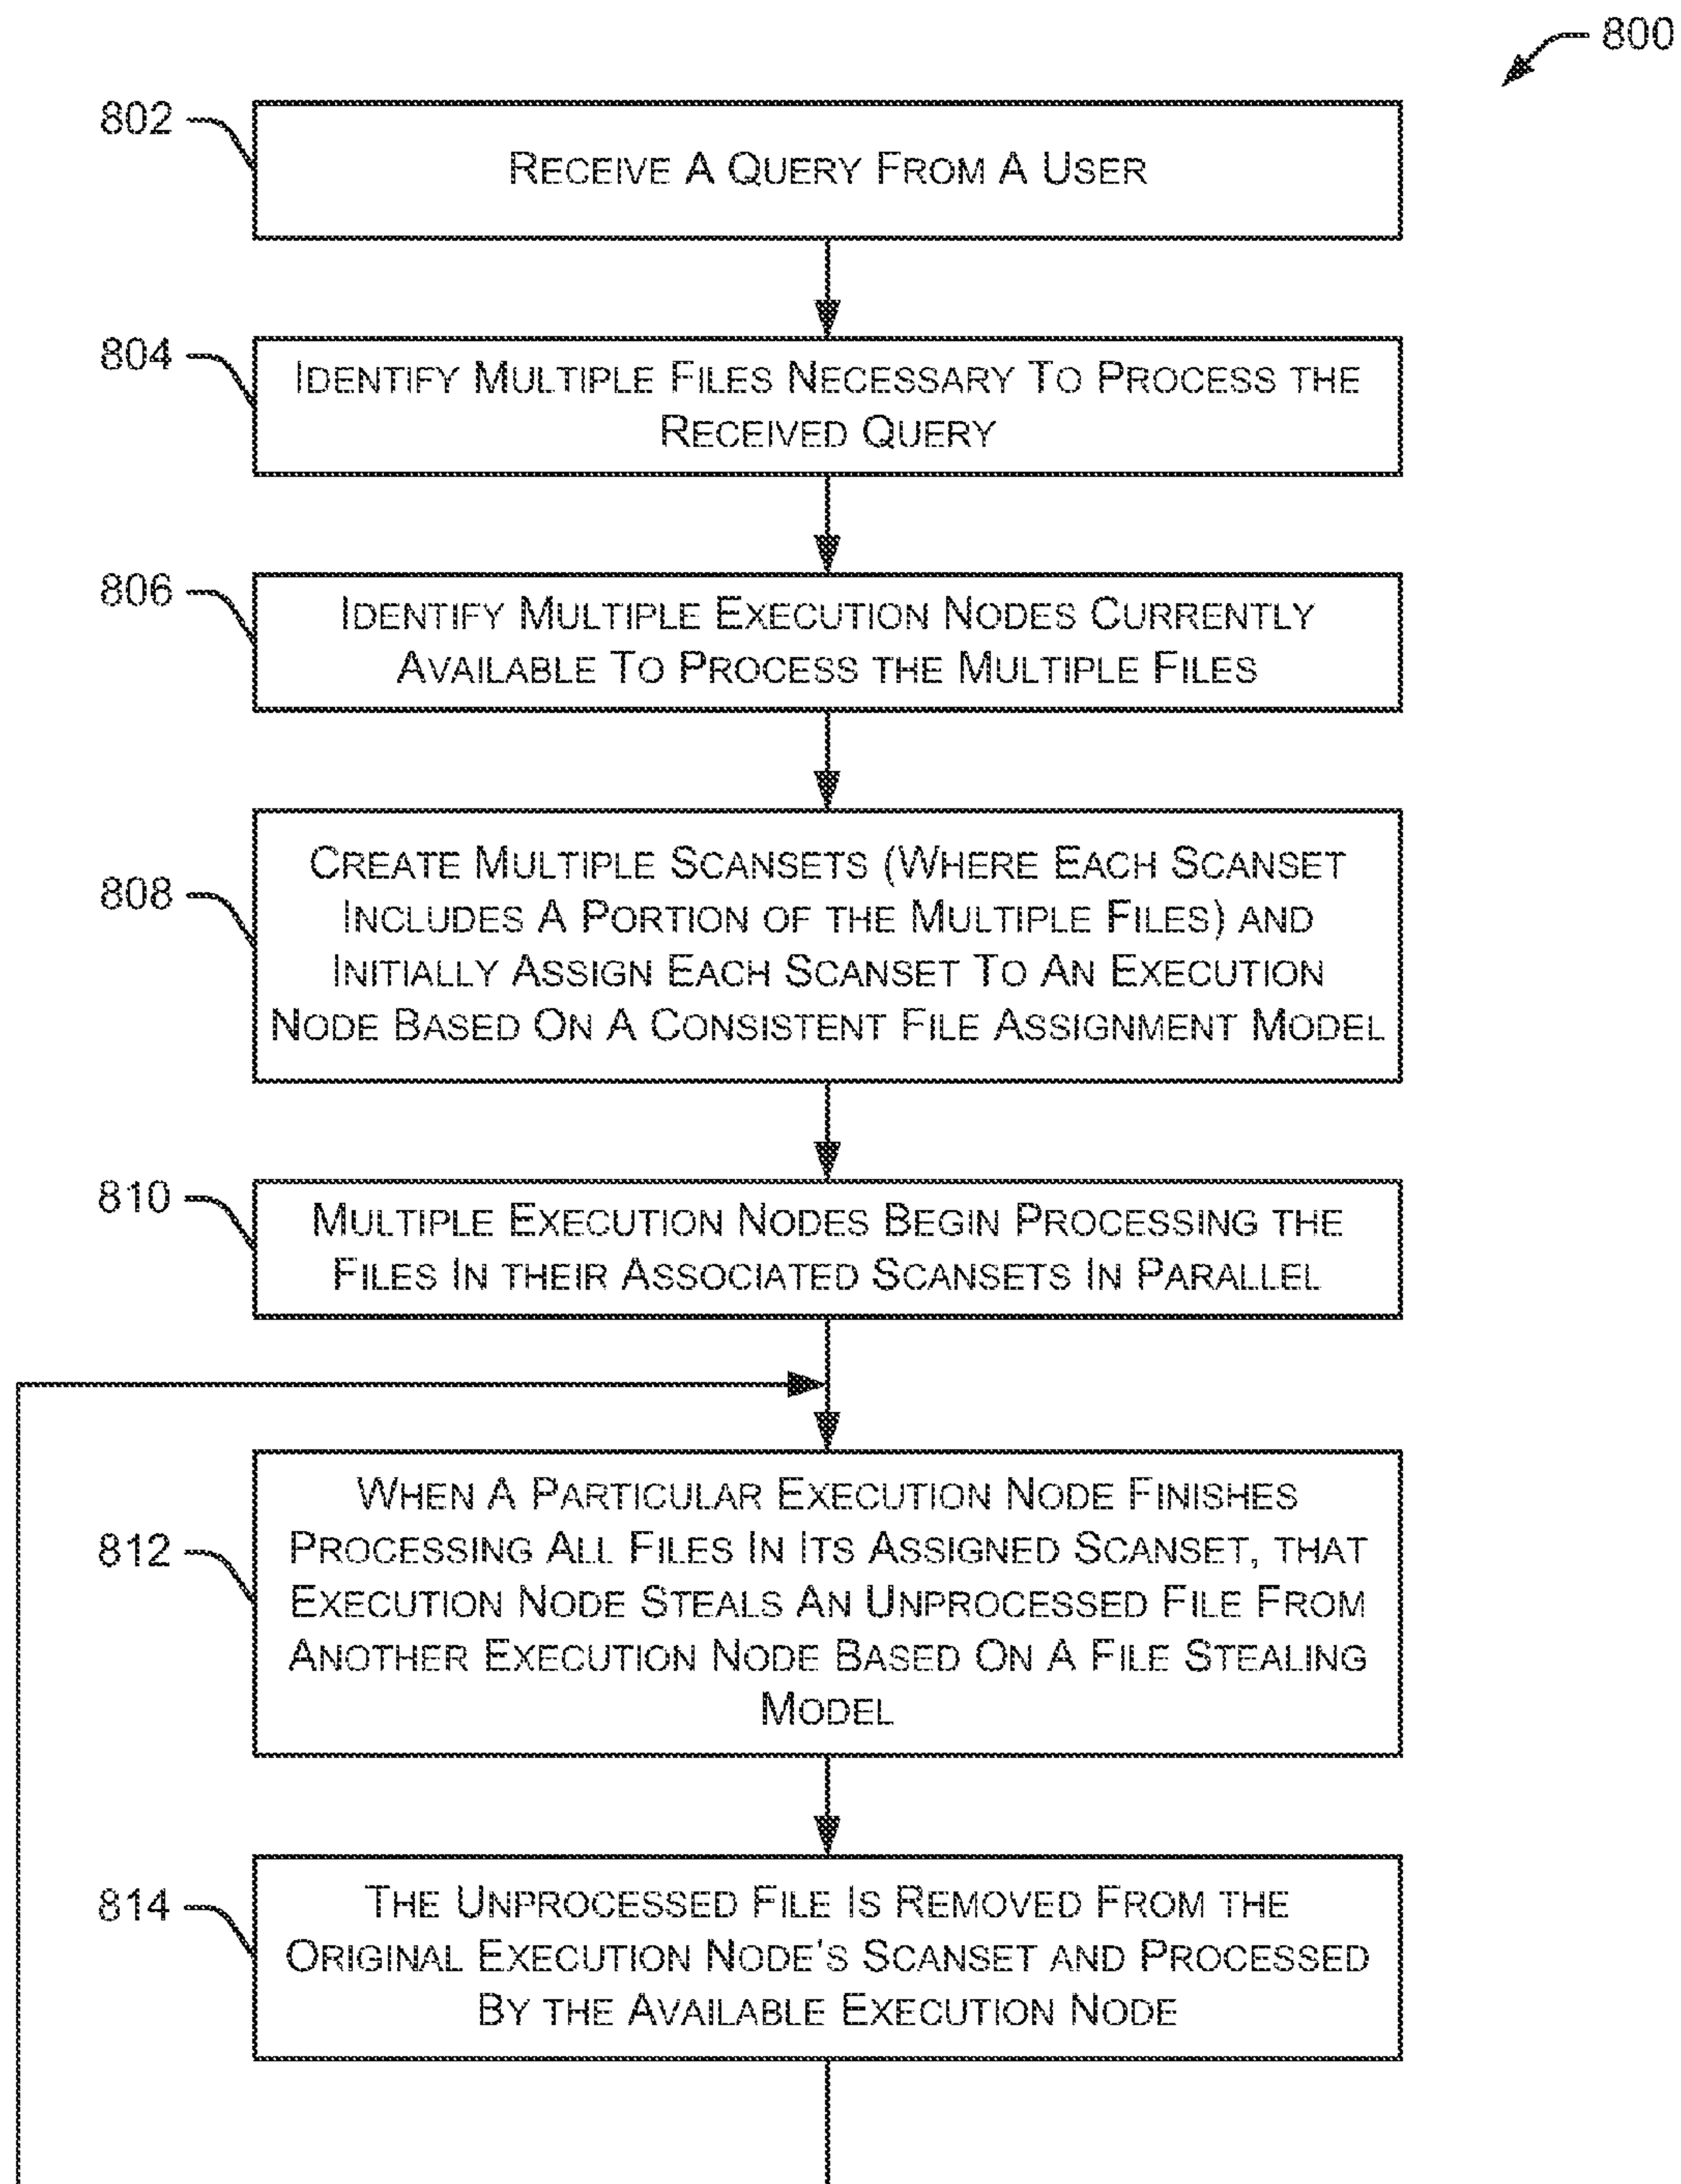 800
802
RECEIVE A QUERY FROM A USER
804
IDENTIFY MULTIPLE FILES NECESSARY TO PROCESS THE
RECEIVED QUERY
806
IDENTIFY MULTIPLE EXECUTION NODES CURRENTLY
AVAILABLE TO PROCESS THE MULTIPLE FILES
808
CREATE MULTIPLE SCANSETS (WHERE EACH SCANSET
INCLUDES A PORTION OF THE MULTIPLE FILES) AND
INITIALLY ASSIGN EACH SCANSET TO AN EXECUTION
NODE BASED ON A CONSISTENT FILE ASSIGNMENT MODEL
810
MULTIPLE EXECUTION NODES BEGIN PROCESSING THE
FILES IN THEIR ASSOCIATED SCANSETS IN PARALLEL
812
WHEN A PARTICULAR EXECUTION NODE FINISHES
PROCESSING ALL FILES IN ITS ASSIGNED SCANSET, THAT
EXECUTION NODE STEALS AN UNPROCESSED FILE FROM
ANOTHER EXECUTION NODE BASED ON A FILE STEALING
MODEL
814
THE UNPROCESSED FILE IS REMOVED FROM THE
ORIGINAL EXECUTION NODE'S SCANSET AND PROCESSED
BY THE AVAILABLE EXECUTION NODE